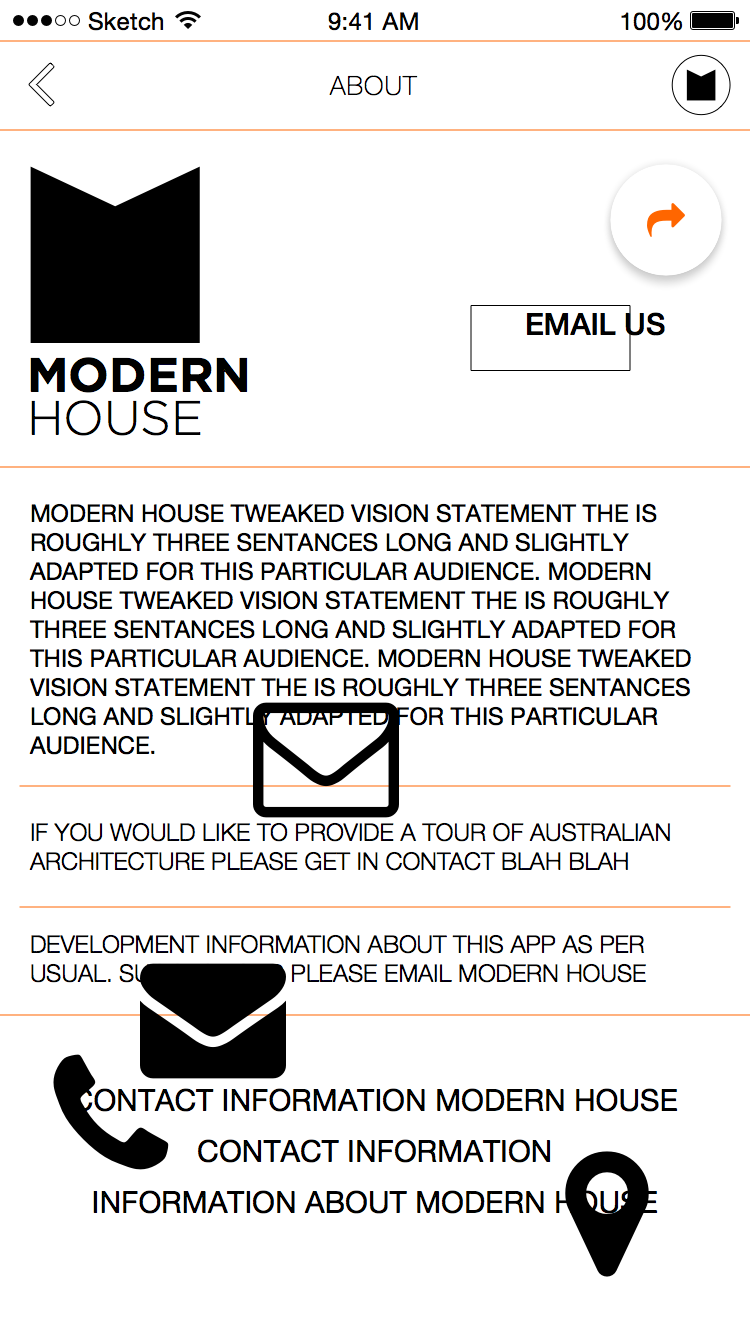 Sketch 9:41 AM 100%
ABOUT
EMAIL US
MODERN
HOUSE
MODERN HOUSE TWEAKED VISION STATEMENT THE IS
ROUGHLY THREE SENTANCES LONG AND SLIGHTLY
ADAPTED FOR THIS PARTICULAR AUDIENCE. MODERN
HOUSE TWEAKED VISION STATEMENT THE IS ROUGHLY
THREE SENTANCES LONG AND SLIGHTLY ADAPTED FOR
THIS PARTICULAR AUDIENCE. MODERN HOUSE TWEAKED
VISION STATEMENT THE IS ROUGHLY THREE SENTANCES
LONG AND SLIGHTLY ADAPTED FOR THIS PARTICULAR
AUDIENCE.
IF YOU WOULD LIKE TO PROVIDE A TOUR OF AUSTRALIAN
ARCHITECTURE PLEASE GET IN CONTACT BLAH BLAH
DEVELOPMENT INFORMATION ABOUT THIS APP AS PER
USUAL. PLEASE EMAIL MODERN HOUSE
CONTACT INFORMATION MODERN HOUSE
CONTACT INFORMATION
INFORMATION ABOUT MODERN HOUSE